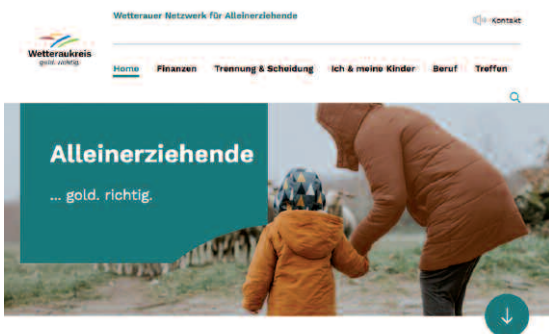 Wetterauer Netzwerk für Alleinerziehende
Kontakt
Wetteraukreis
gold. richtig.
Home Finanzen Trennung & Scheidung Ich & meine Kinder Beruf Treffen
Alleinerziehende
... gold. richtig.